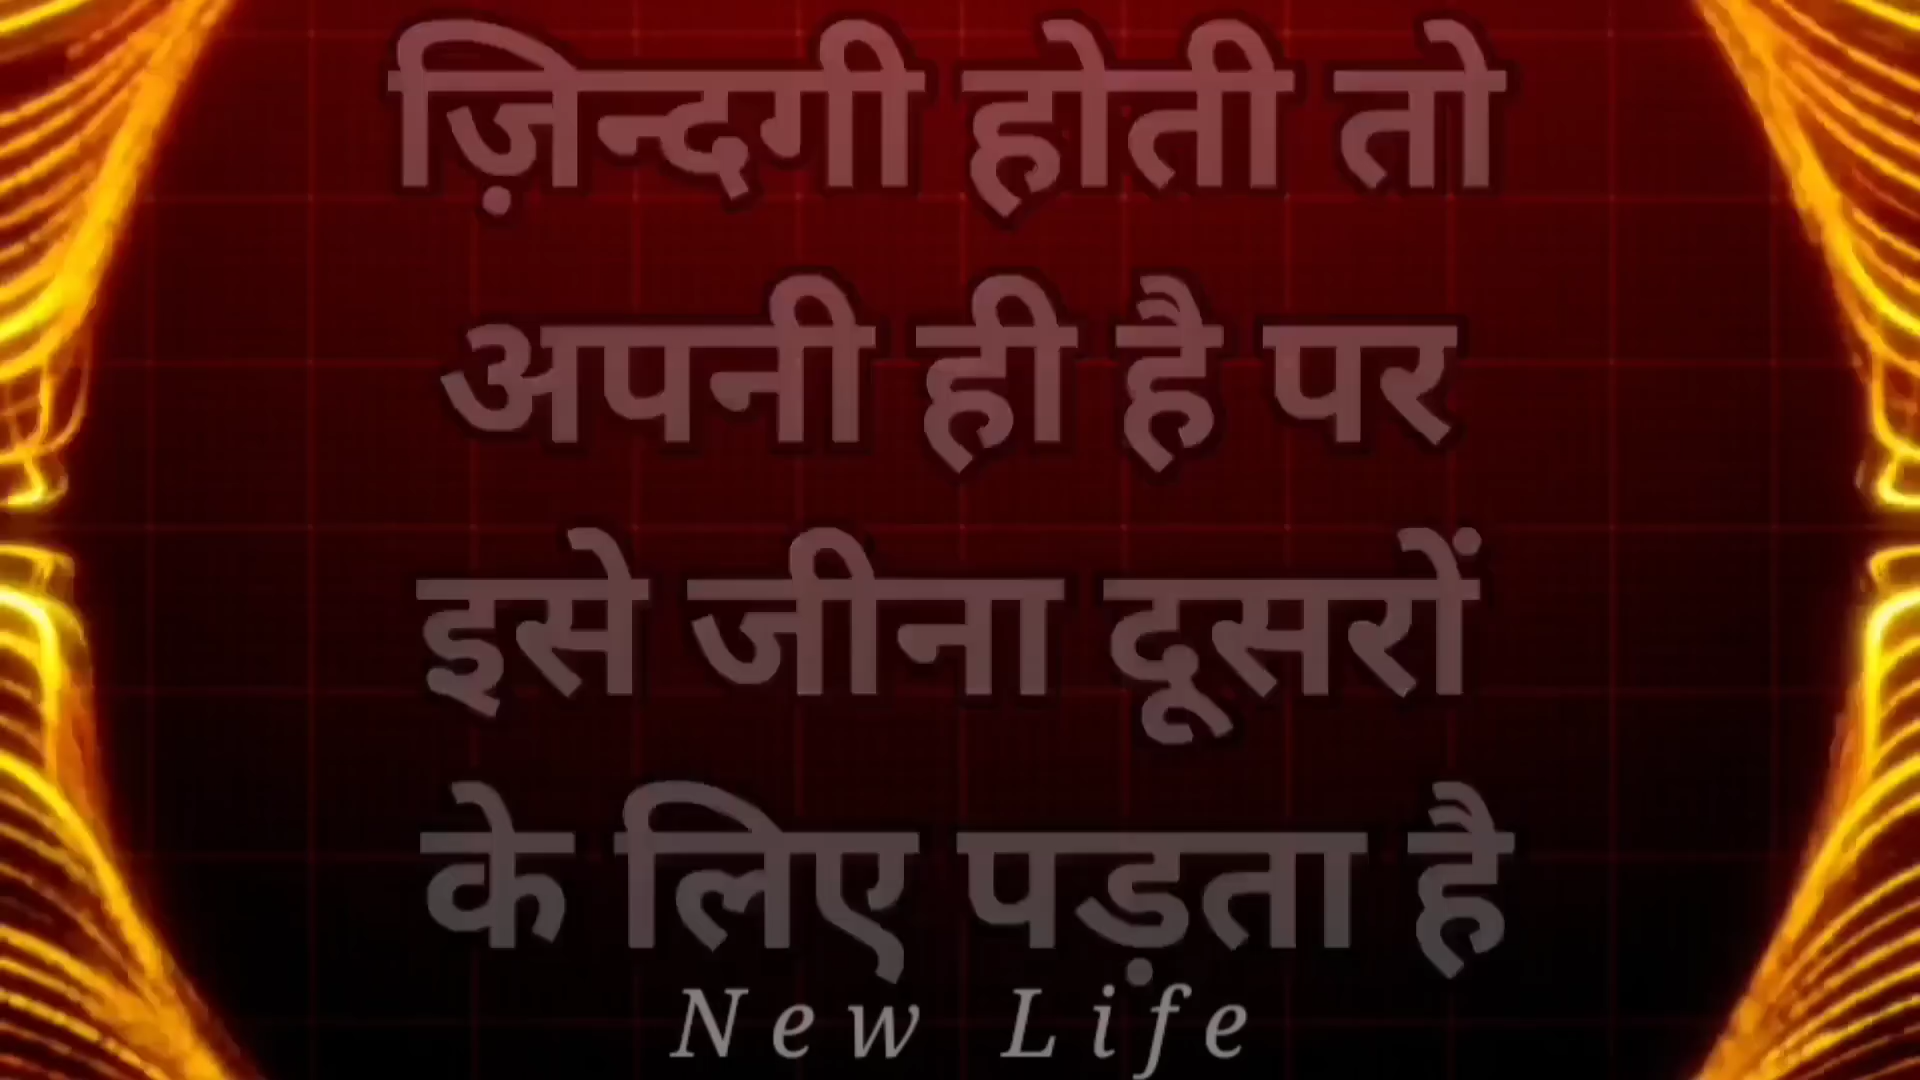 ज़िन्दगी होती तो
अपनी ही है पर
इसे जीना दूसरों
के लिए पड़ता है
New Life